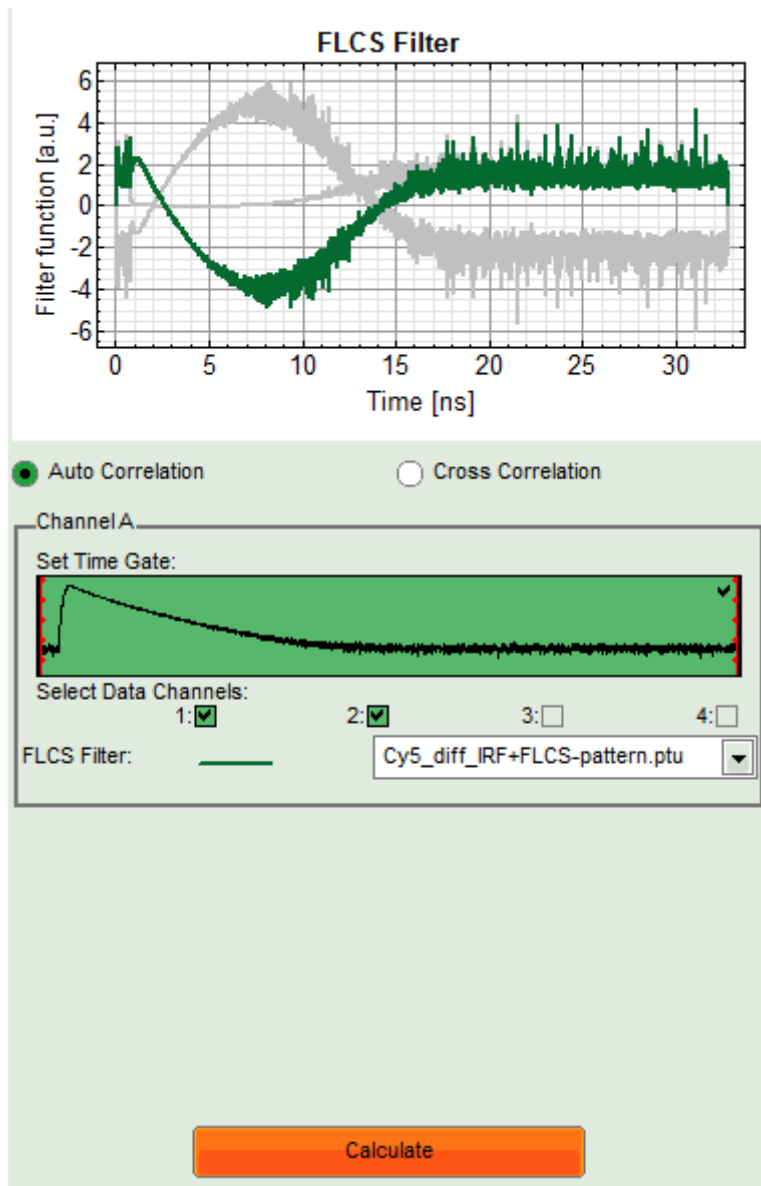 FLCS Filter
Filter function [a.u.]
6
4
2
0
-2
-4
-6
0 5 10 15 20 25 30
Time [ns]
Auto Correlation Cross Correlation
Channel A
Set Time Gate:
Select Data Channels:
1: 2: 3: 4:
FLCS Filter: Cy5_diff_IRF+FLCS-pattern.ptu
Calculate